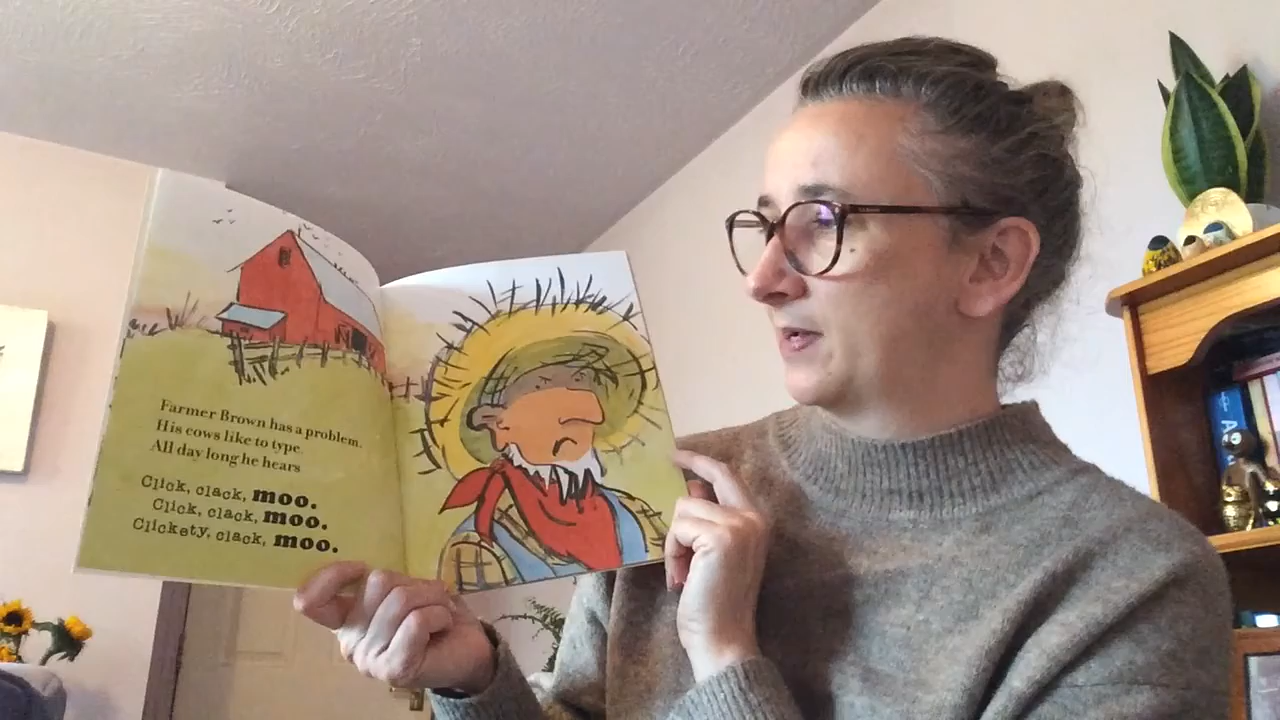 Farmer Brown has a problem.
His cows like to type.
All day long he hears
Click, clack, moo.
Click, clack, moo.
Clickety, clack, moo.